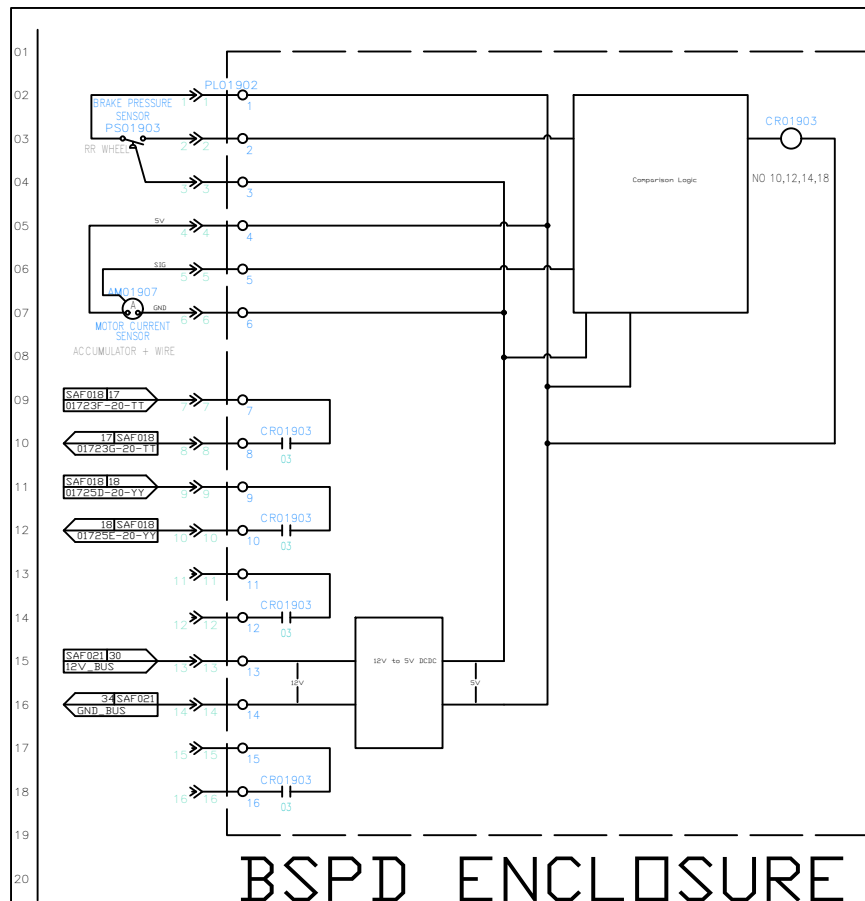 01
02
PL01902
1 1
1
BRAKE PRESSURE
SENSOR
PS01903
CR01903
03
2 2
2
RR WHEEL
04
3 3
3
Comparison Logic
NO 10,12,14,18
05
5V
4 4
4
06
SIG
5 5
5
AM01907
A
07
GND
6 6
6
MOTOR CURRENT
SENSOR
08
ACCUMULATOR + WIRE
09
SAF018 17
01723F-20-TT
7 7
7
10
17 SAF018
01723G-20-TT
8 8
8
CR01903
03
11
SAF018 18
01725D-20-YY
9 9
9
12
18 SAF018
01725E-20-YY
10 10
10
CR01903
03
13
11 11
11
14
12 12
12
CR01903
03
15
SAF021 30
12V_BUS
13 13
13
12V to 5V DCDC
12V
5V
16
34 SAF021
GND_BUS
14 14
14
17
15 15
15
18
16 16
16
CR01903
03
19
20
BSPD ENCLOSURE